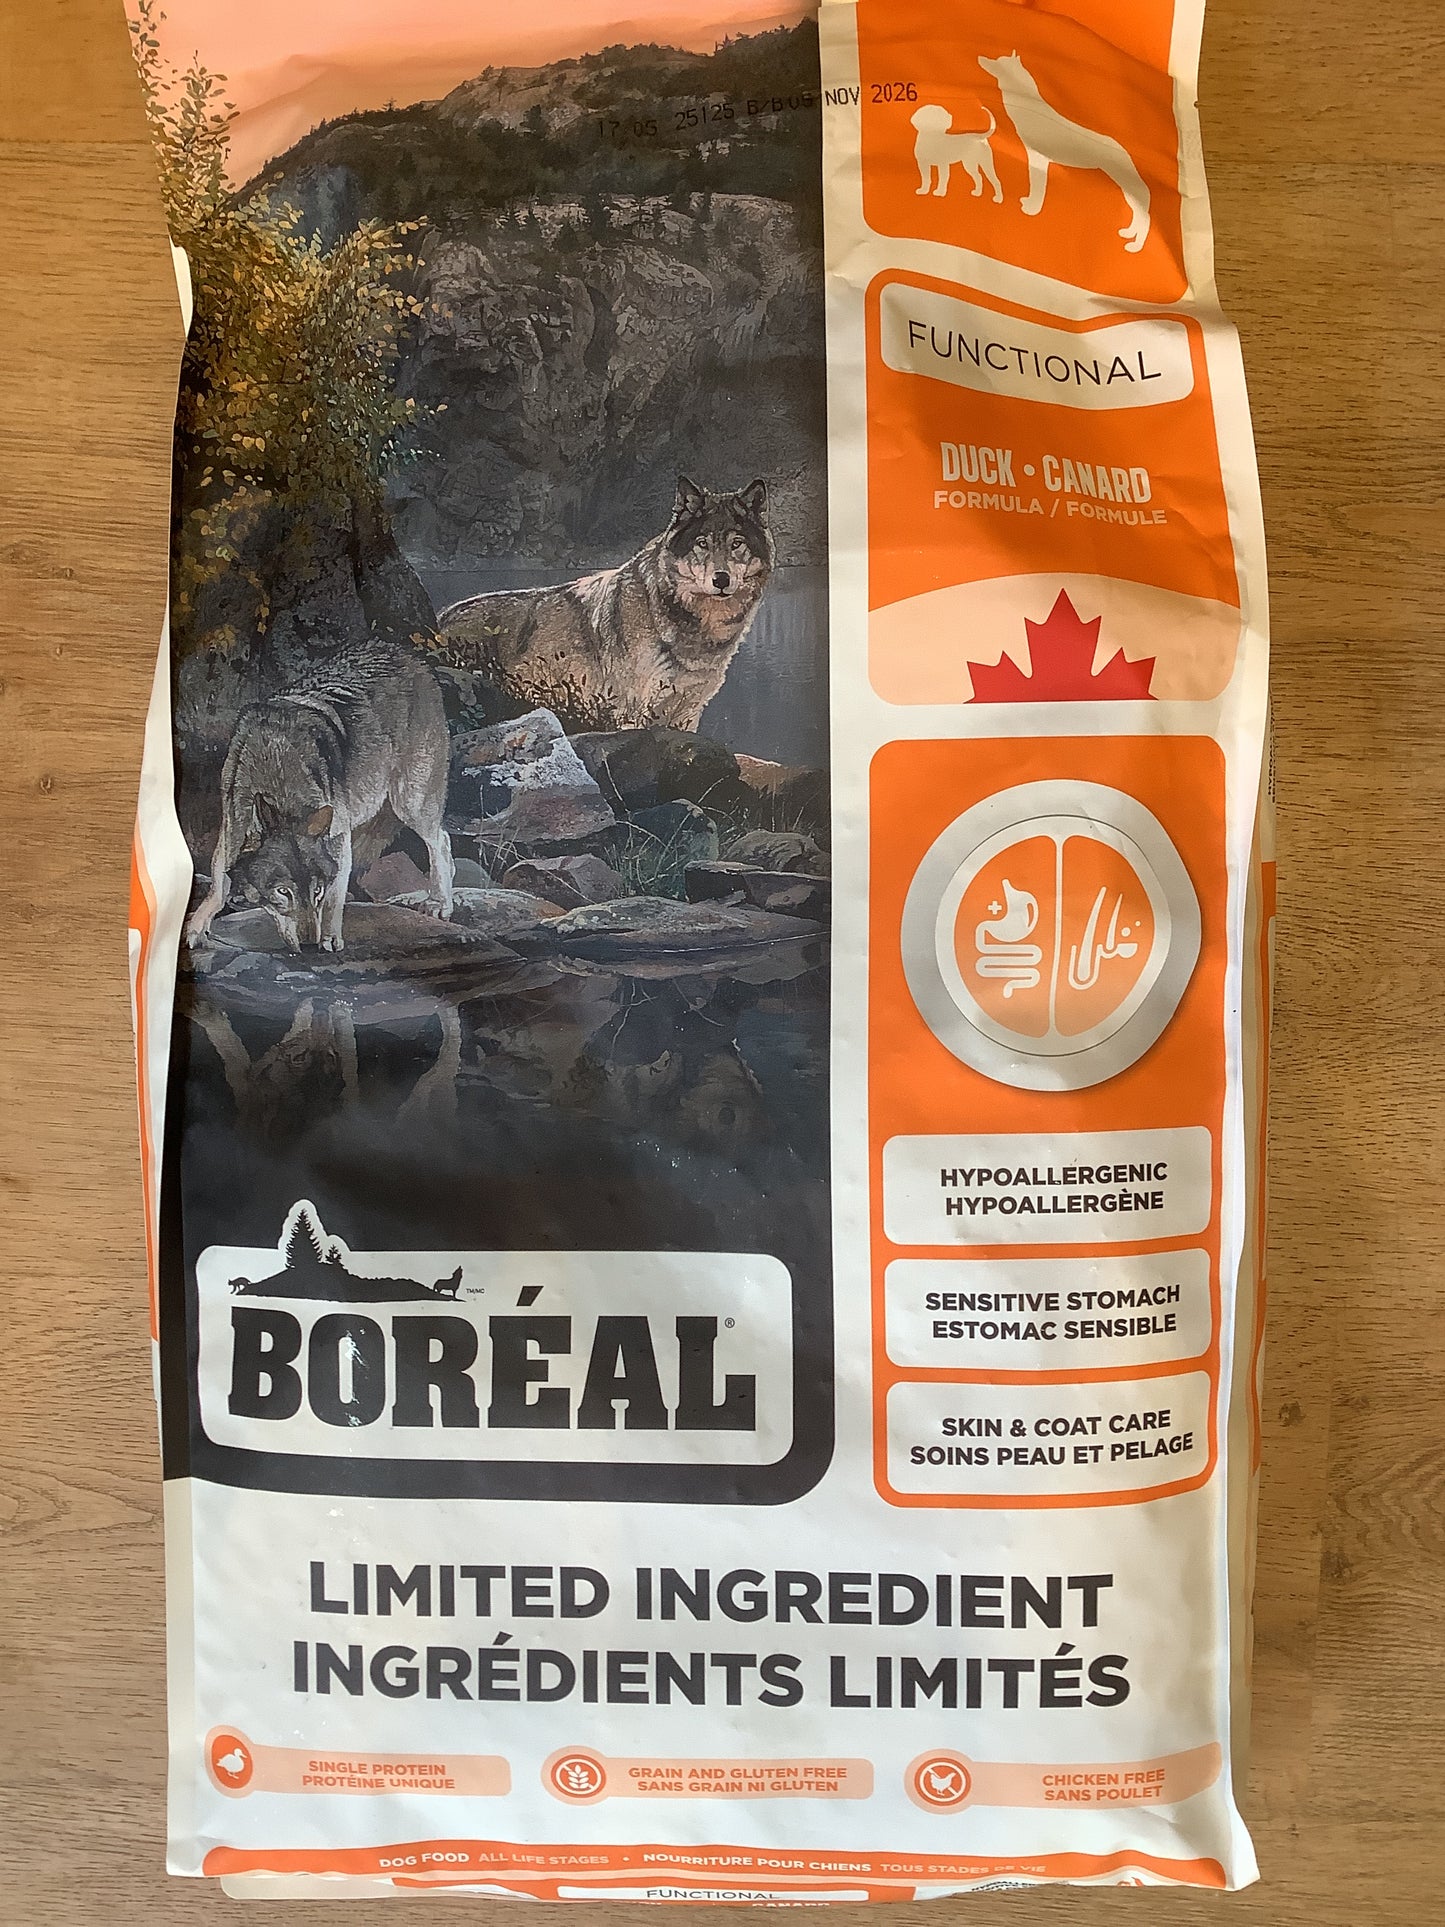 17 05 25125 B/B 05 NOV 2026
FUNCTIONAL
DUCK • CANARD
FORMULA / FORMULE
HYPOALLERGENIC
HYPOALLERGÈNE
SENSITIVE STOMACH
ESTOMAC SENSIBLE
SKIN & COAT CARE
SOINS PEAU ET PELAGE
TM/MC
BORÉAL®
LIMITED INGREDIENT
INGRÉDIENTS LIMITÉS
SINGLE PROTEIN
PROTÉINE UNIQUE
GRAIN AND GLUTEN FREE
SANS GRAIN NI GLUTEN
CHICKEN FREE
SANS POULET
DOG FOOD ALL LIFE STAGES • NOURRITURE POUR CHIENS TOUS STADES DE VIE
FUNCTIONAL